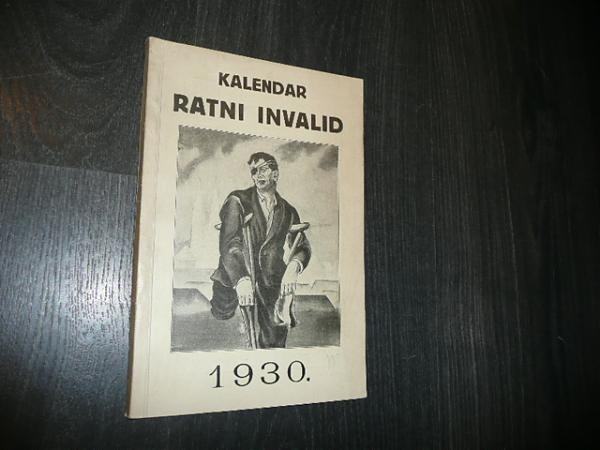 KALENDAR
RATNI INVALID
1930.